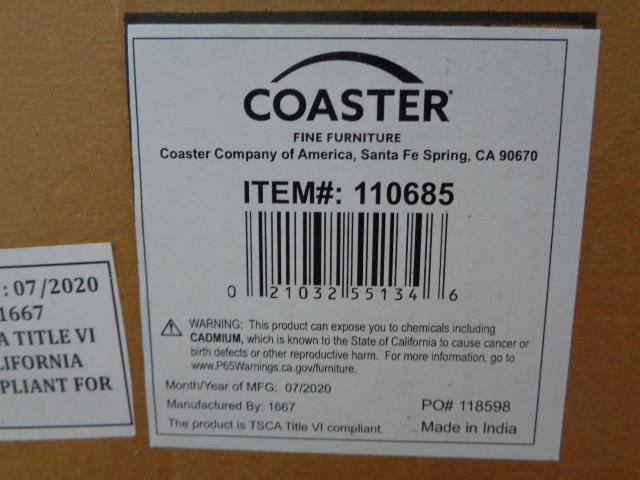 COASTER
FINE FURNITURE
Coaster Company of America, Santa Fe Spring, CA 90670
ITEM#: 110685
0 21032 55134 6
WARNING: This product can expose you to chemicals including
CADMIUM, which is known to the State of California to cause cancer or
birth defects or other reproductive harm. For more information, go to
www.P65Warnings.ca.gov/furniture.
Month/Year of MFG: 07/2020
Manufactured By: 1667
PO# 118598
The product is TSCA Title VI compliant.
Made in India
: 07/2020
1667
A TITLE VI
LIFORNIA
PLIANT FOR